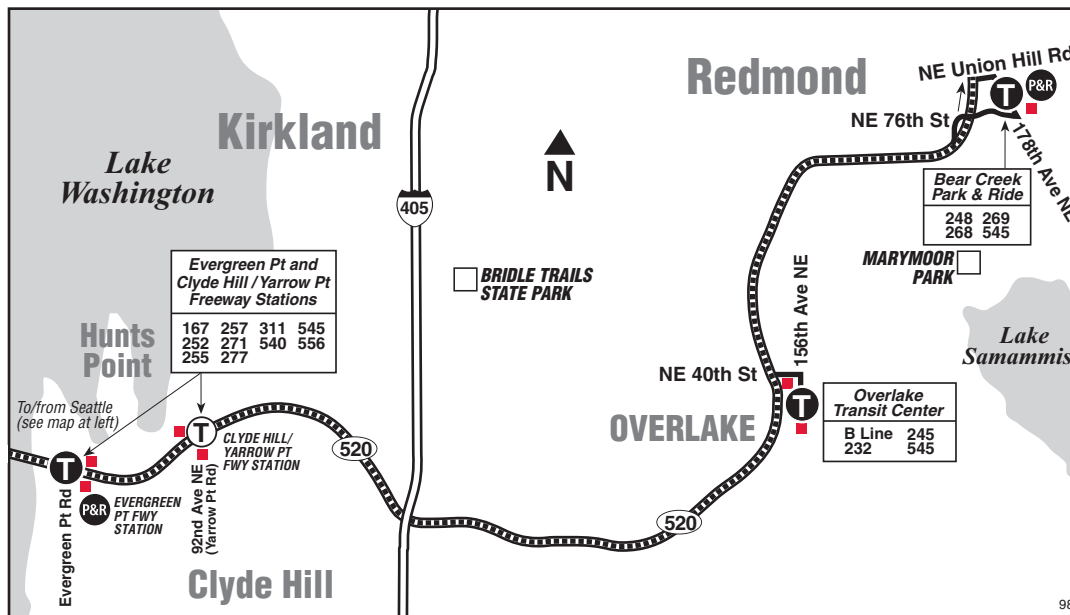 Redmond
NE Union Hill Rd
T
P&R
NE 76th St
178th Ave NE
Kirkland
Lake
Washington
N
405
Bear Creek
Park & Ride
248 269
268 545
Evergreen Pt and
Clyde Hill / Yarrow Pt
Freeway Stations
167 257 311 545
252 271 540 556
255 277
BRIDLE TRAILS
STATE PARK
MARYMOOR
PARK
156th Ave NE
Hunts
Point
Lake
Samammis
NE 40th St
T
OVERLAKE
Overlake
Transit Center
B Line 245
232 545
To/from Seattle
(see map at left)
T
CLYDE HILL/
YARROW PT
FWY STATION
520
T
P&R
EVERGREEN
PT FWY
STATION
Evergreen Pt Rd
92nd Ave NE
(Yarrow Pt Rd)
520
Clyde Hill
98